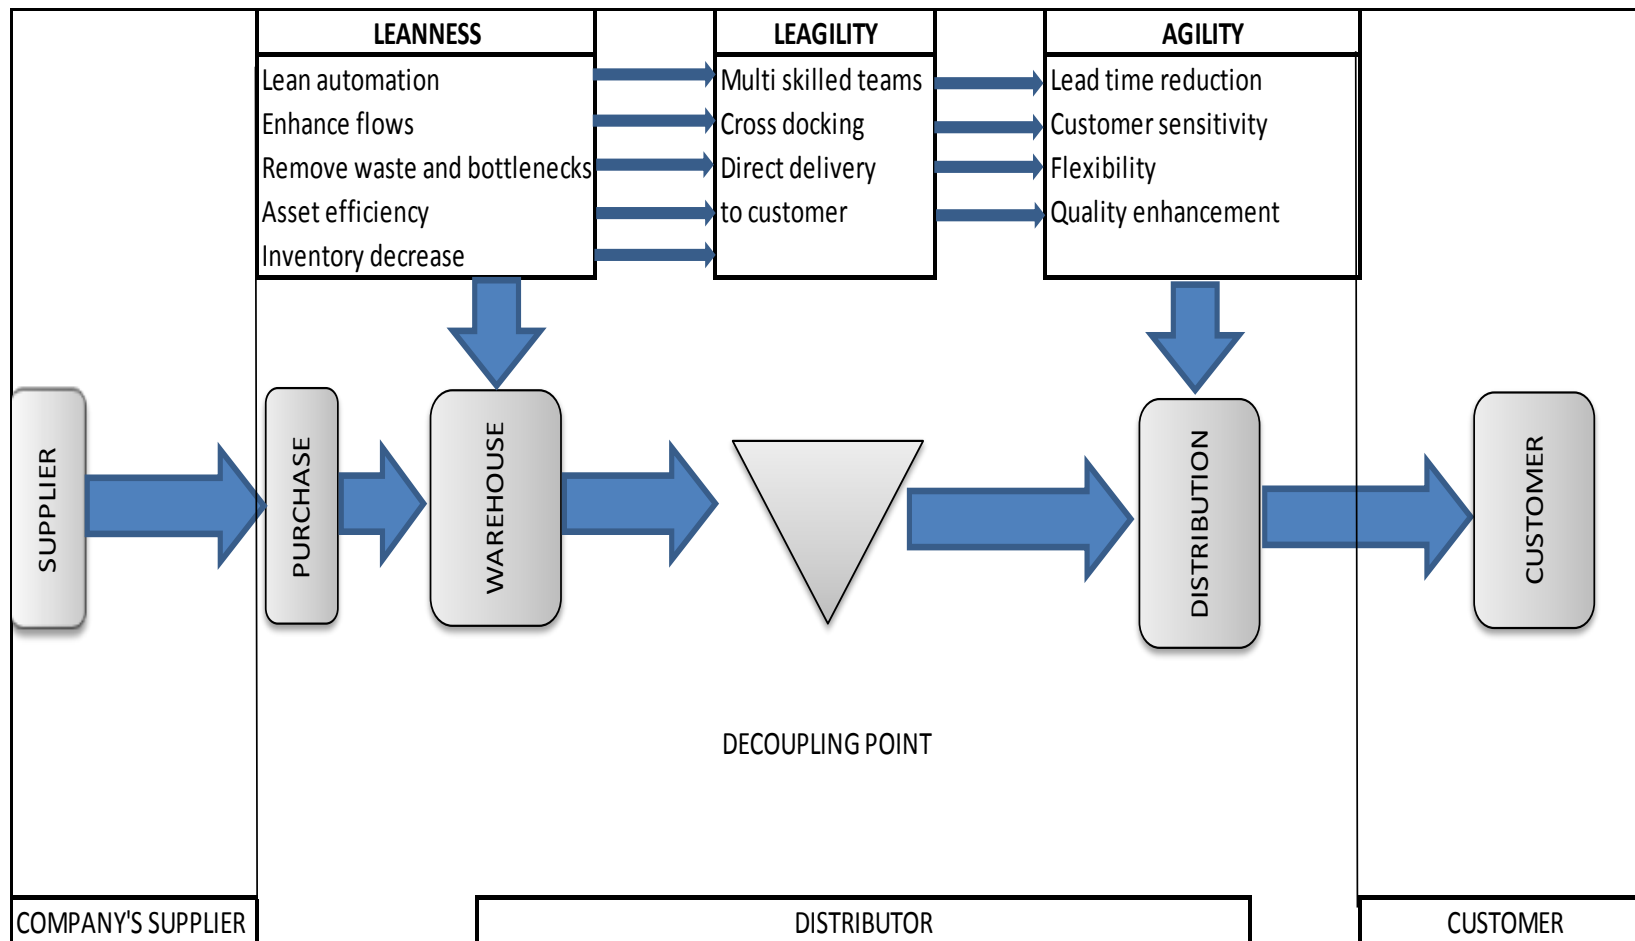 LEANNESS
Lean automation
Enhance flows
Remove waste and bottlenecks
Asset efficiency
Inventory decrease
LEAGILITY
Multi skilled teams
Cross docking
Direct delivery
to customer
AGILITY
Lead time reduction
Customer sensitivity
Flexibility
Quality enhancement
SUPPLIER
PURCHASE
WAREHOUSE
DISTRIBUTION
CUSTOMER
DECOUPLING POINT
COMPANY'S SUPPLIER
DISTRIBUTOR
CUSTOMER